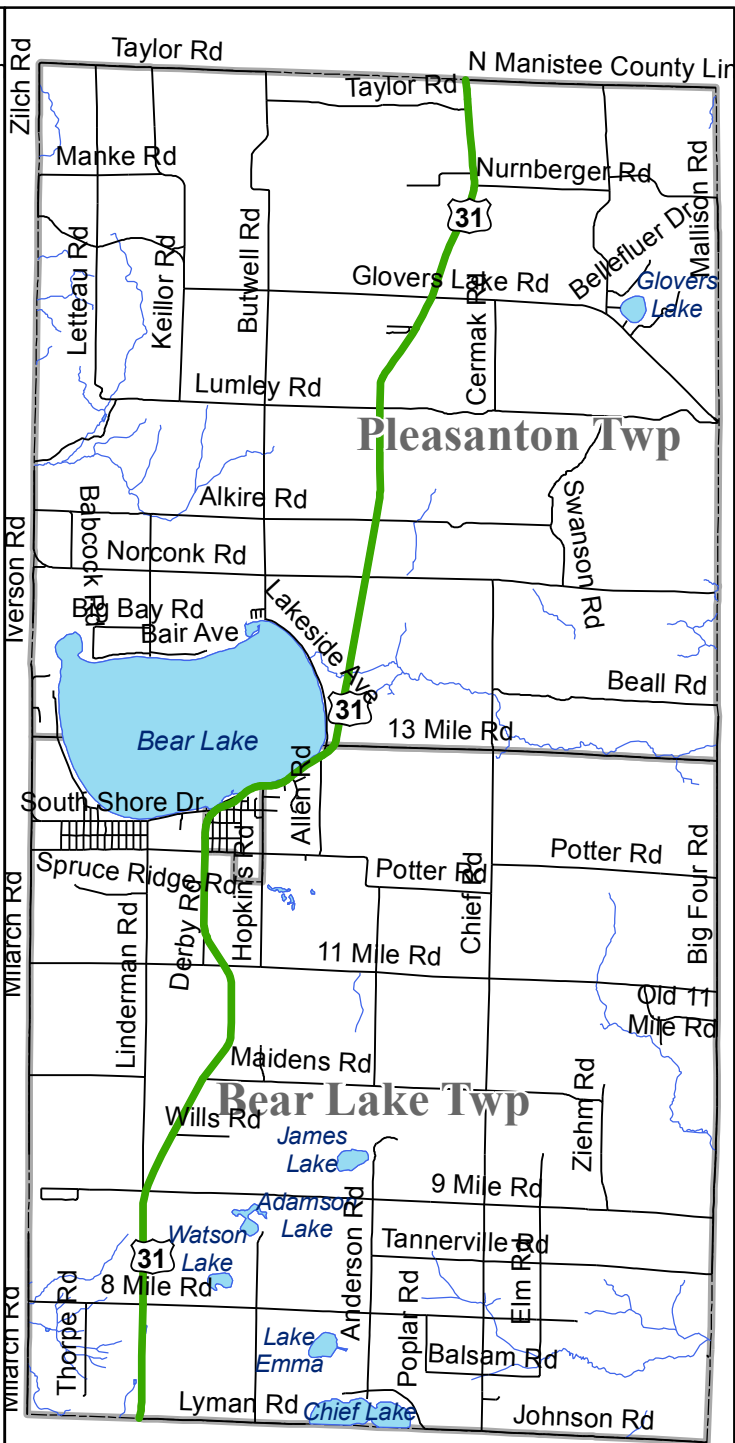 Taylor Rd
N Manistee County Lin
Zilch Rd
Taylor Rd
Manke Rd
Nurnberger Rd
Mallison Rd
31
Bellefluer Dr
Letteau Rd
Keillor Rd
Butwell Rd
Glovers Lake Rd
Glovers
Lake
Cermak Rd
Lumley Rd
Pleasanton Twp
Alkire Rd
Babcock Rd
Swanson Rd
Iverson Rd
Norconk Rd
Big Bay Rd
Bair Ave
Lakeside Ave
Beall Rd
31
13 Mile Rd
Bear Lake
South Shore Dr
Allen Rd
Hopkins Rd
Spruce Ridge Rd
Potter Rd
Potter Rd
Chief Rd
Big Four Rd
Milarch Rd
Linderman Rd
Derby Rd
11 Mile Rd
Old 11
Mile Rd
Maidens Rd
Bear Lake Twp
Wills Rd
Ziehm Rd
James
Lake
9 Mile Rd
Adamson
Lake
Anderson Rd
Watson
Lake
Tannerville Rd
31
8 Mile Rd
Elm Rd
Milarch Rd
Thorpe Rd
Lake
Emma
Poplar Rd
Balsam Rd
Lyman Rd
Chief Lake
Johnson Rd